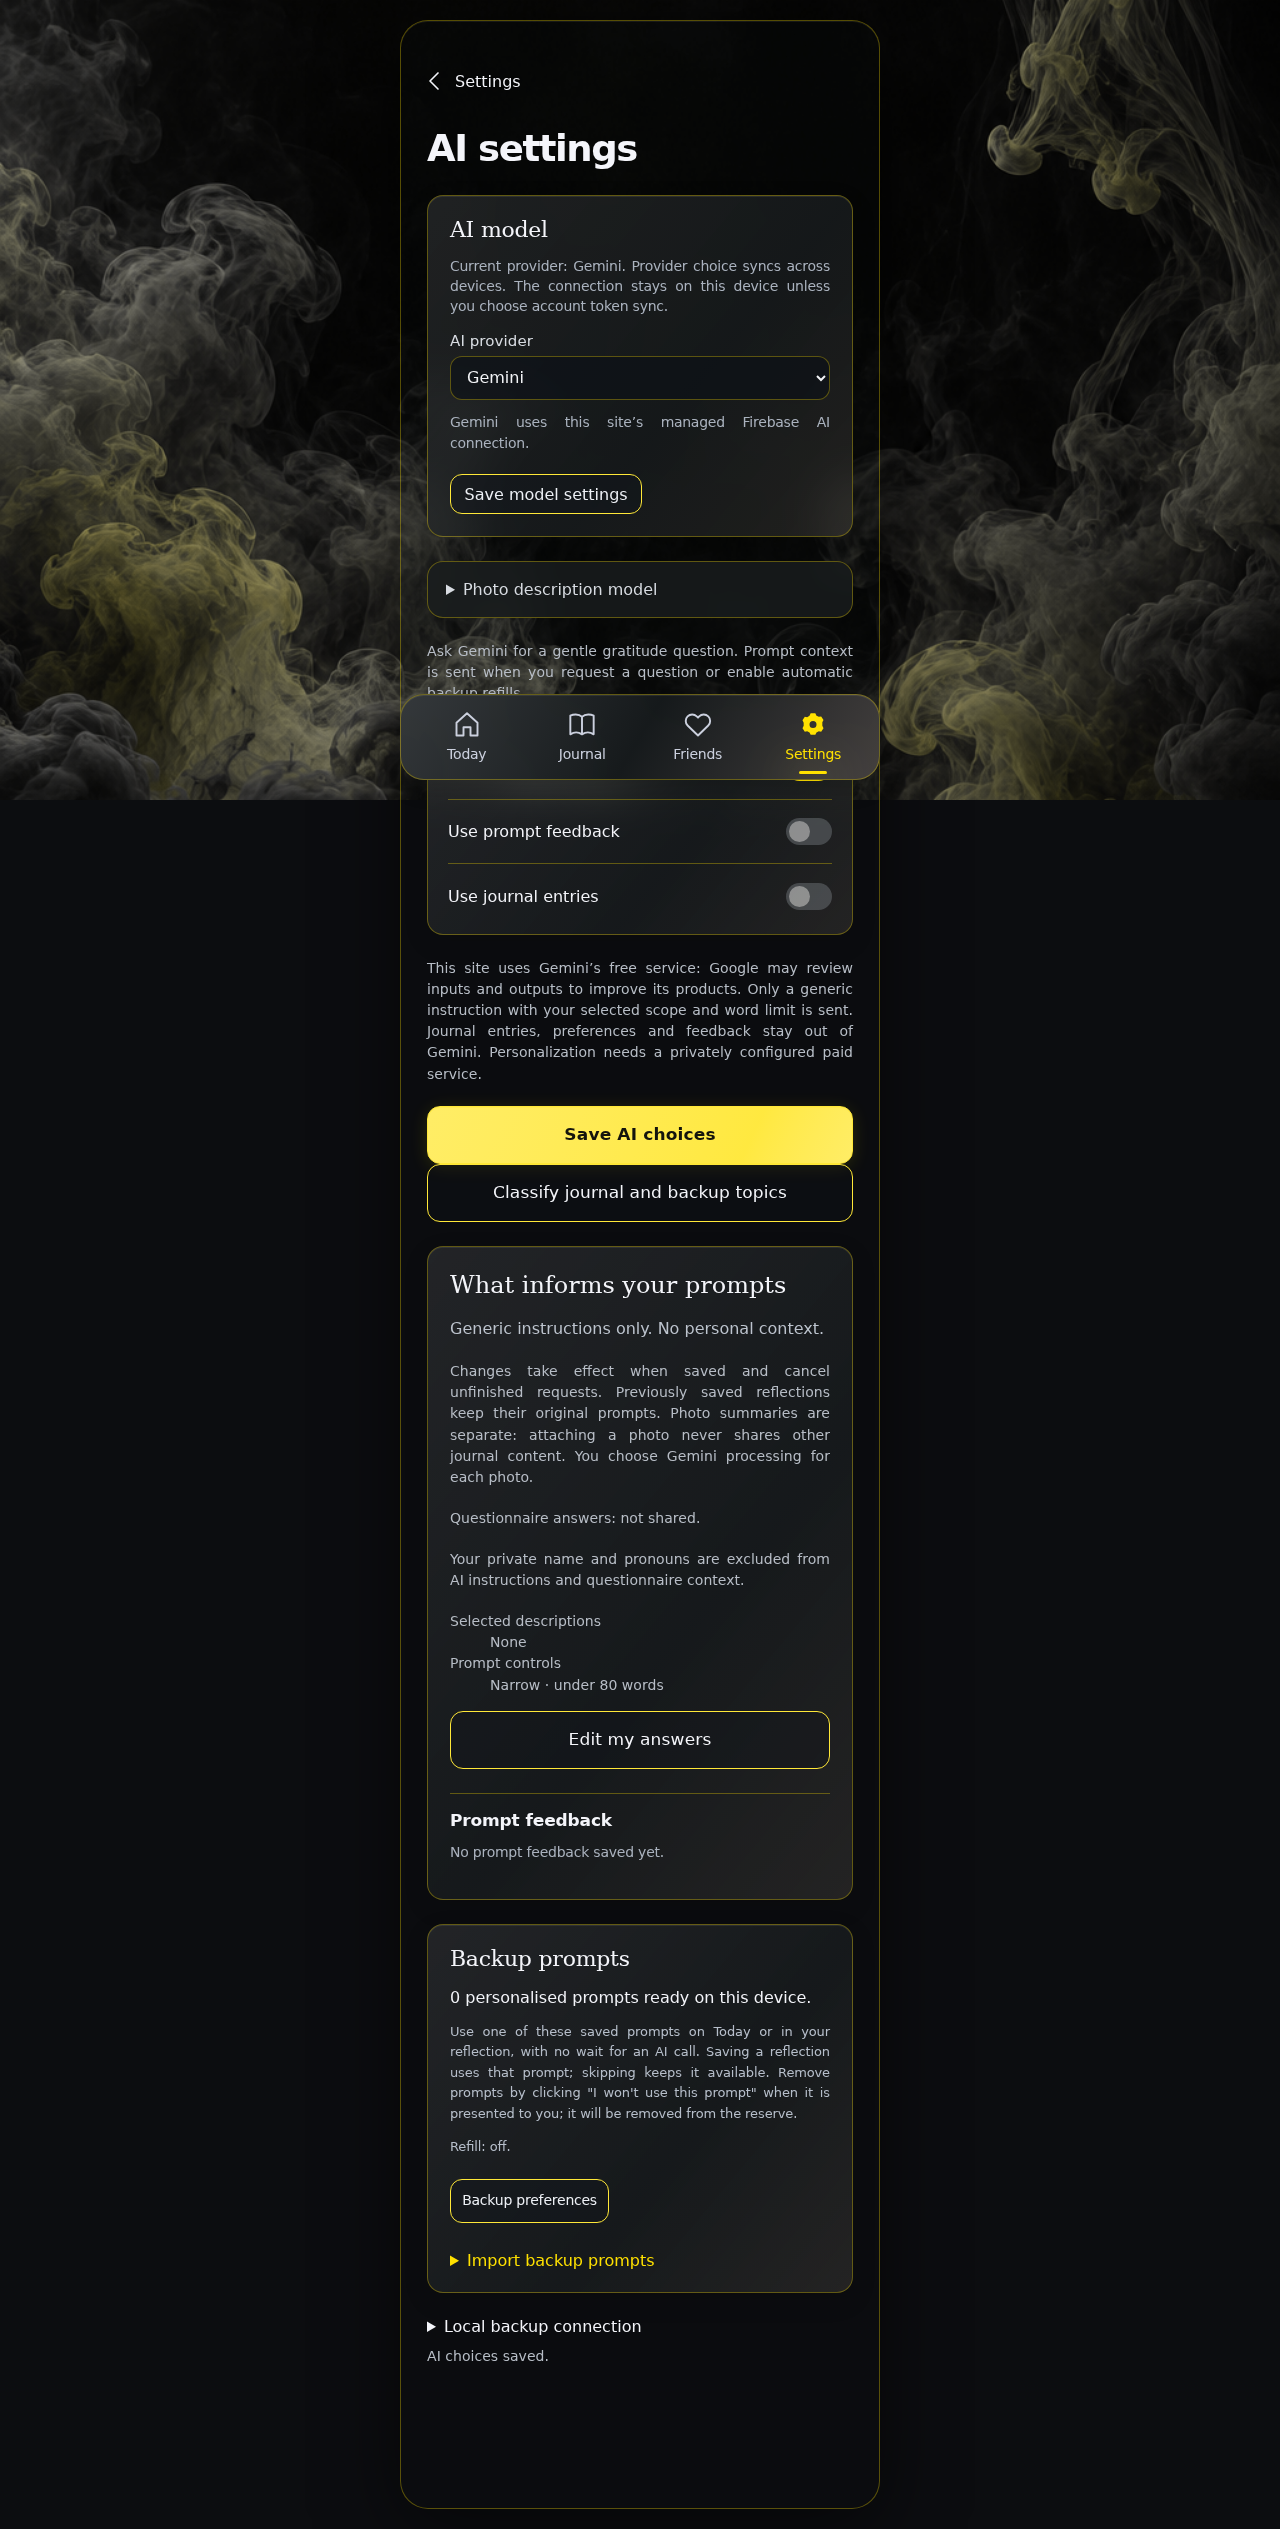 Settings
AI settings
AI model
Current provider: Gemini. Provider choice syncs across
devices. The connection stays on this device unless
you choose account token sync.
AI provider
Gemini
Gemini uses this site’s managed Firebase AI
connection.
Save model settings
Photo description model
Ask Gemini for a gentle gratitude question. Prompt context
is sent when you request a question or enable automatic
backup refills.
Today
Journal
Friends
Settings
Use prompt feedback
Use journal entries
This site uses Gemini’s free service: Google may review
inputs and outputs to improve its products. Only a generic
instruction with your selected scope and word limit is sent.
Journal entries, preferences and feedback stay out of
Gemini. Personalization needs a privately configured paid
service.
Save AI choices
Classify journal and backup topics
What informs your prompts
Generic instructions only. No personal context.
Changes take effect when saved and cancel
unfinished requests. Previously saved reflections
keep their original prompts. Photo summaries are
separate: attaching a photo never shares other
journal content. You choose Gemini processing for
each photo.
Questionnaire answers: not shared.
Your private name and pronouns are excluded from
AI instructions and questionnaire context.
Selected descriptions
None
Prompt controls
Narrow · under 80 words
Edit my answers
Prompt feedback
No prompt feedback saved yet.
Backup prompts
0 personalised prompts ready on this device.
Use one of these saved prompts on Today or in your
reflection, with no wait for an AI call. Saving a reflection
uses that prompt; skipping keeps it available. Remove
prompts by clicking "I won't use this prompt" when it is
presented to you; it will be removed from the reserve.
Refill: off.
Backup preferences
Import backup prompts
Local backup connection
AI choices saved.